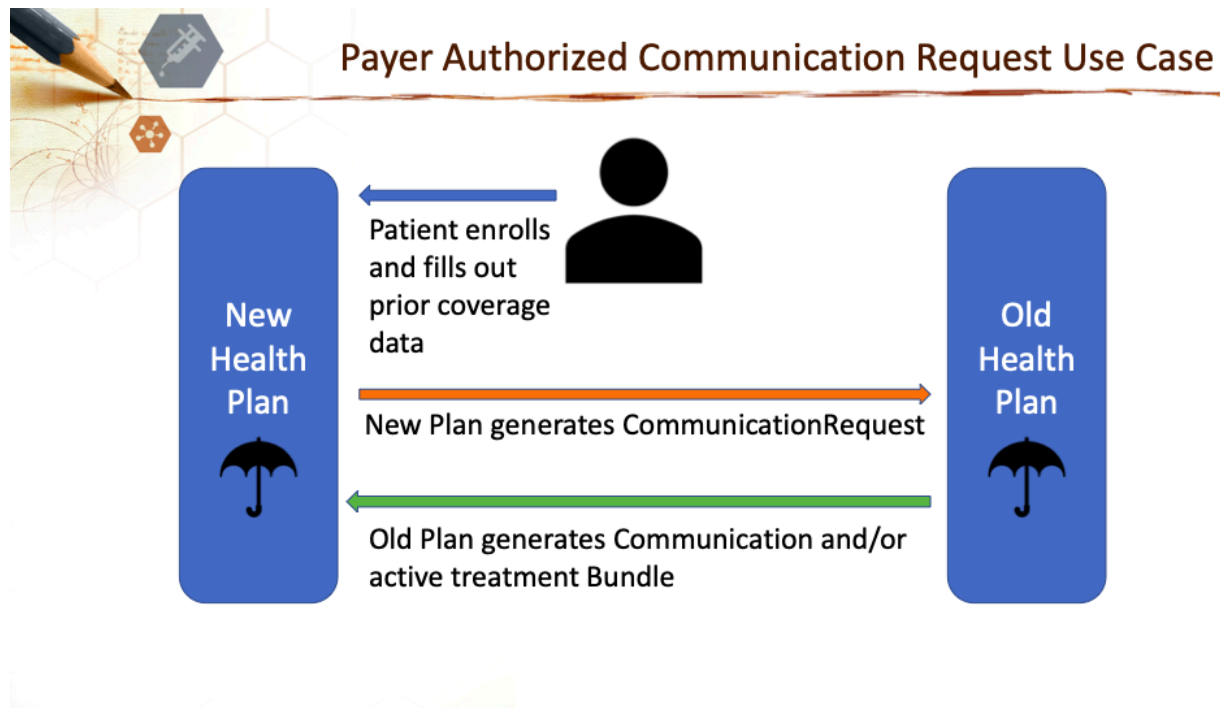 Payer Authorized Communication Request Use Case
Patient enrolls
and fills out
prior coverage
data
New
Health
Plan
Old
Health
Plan
New Plan generates CommunicationRequest
Old Plan generates Communication and/or
active treatment Bundle